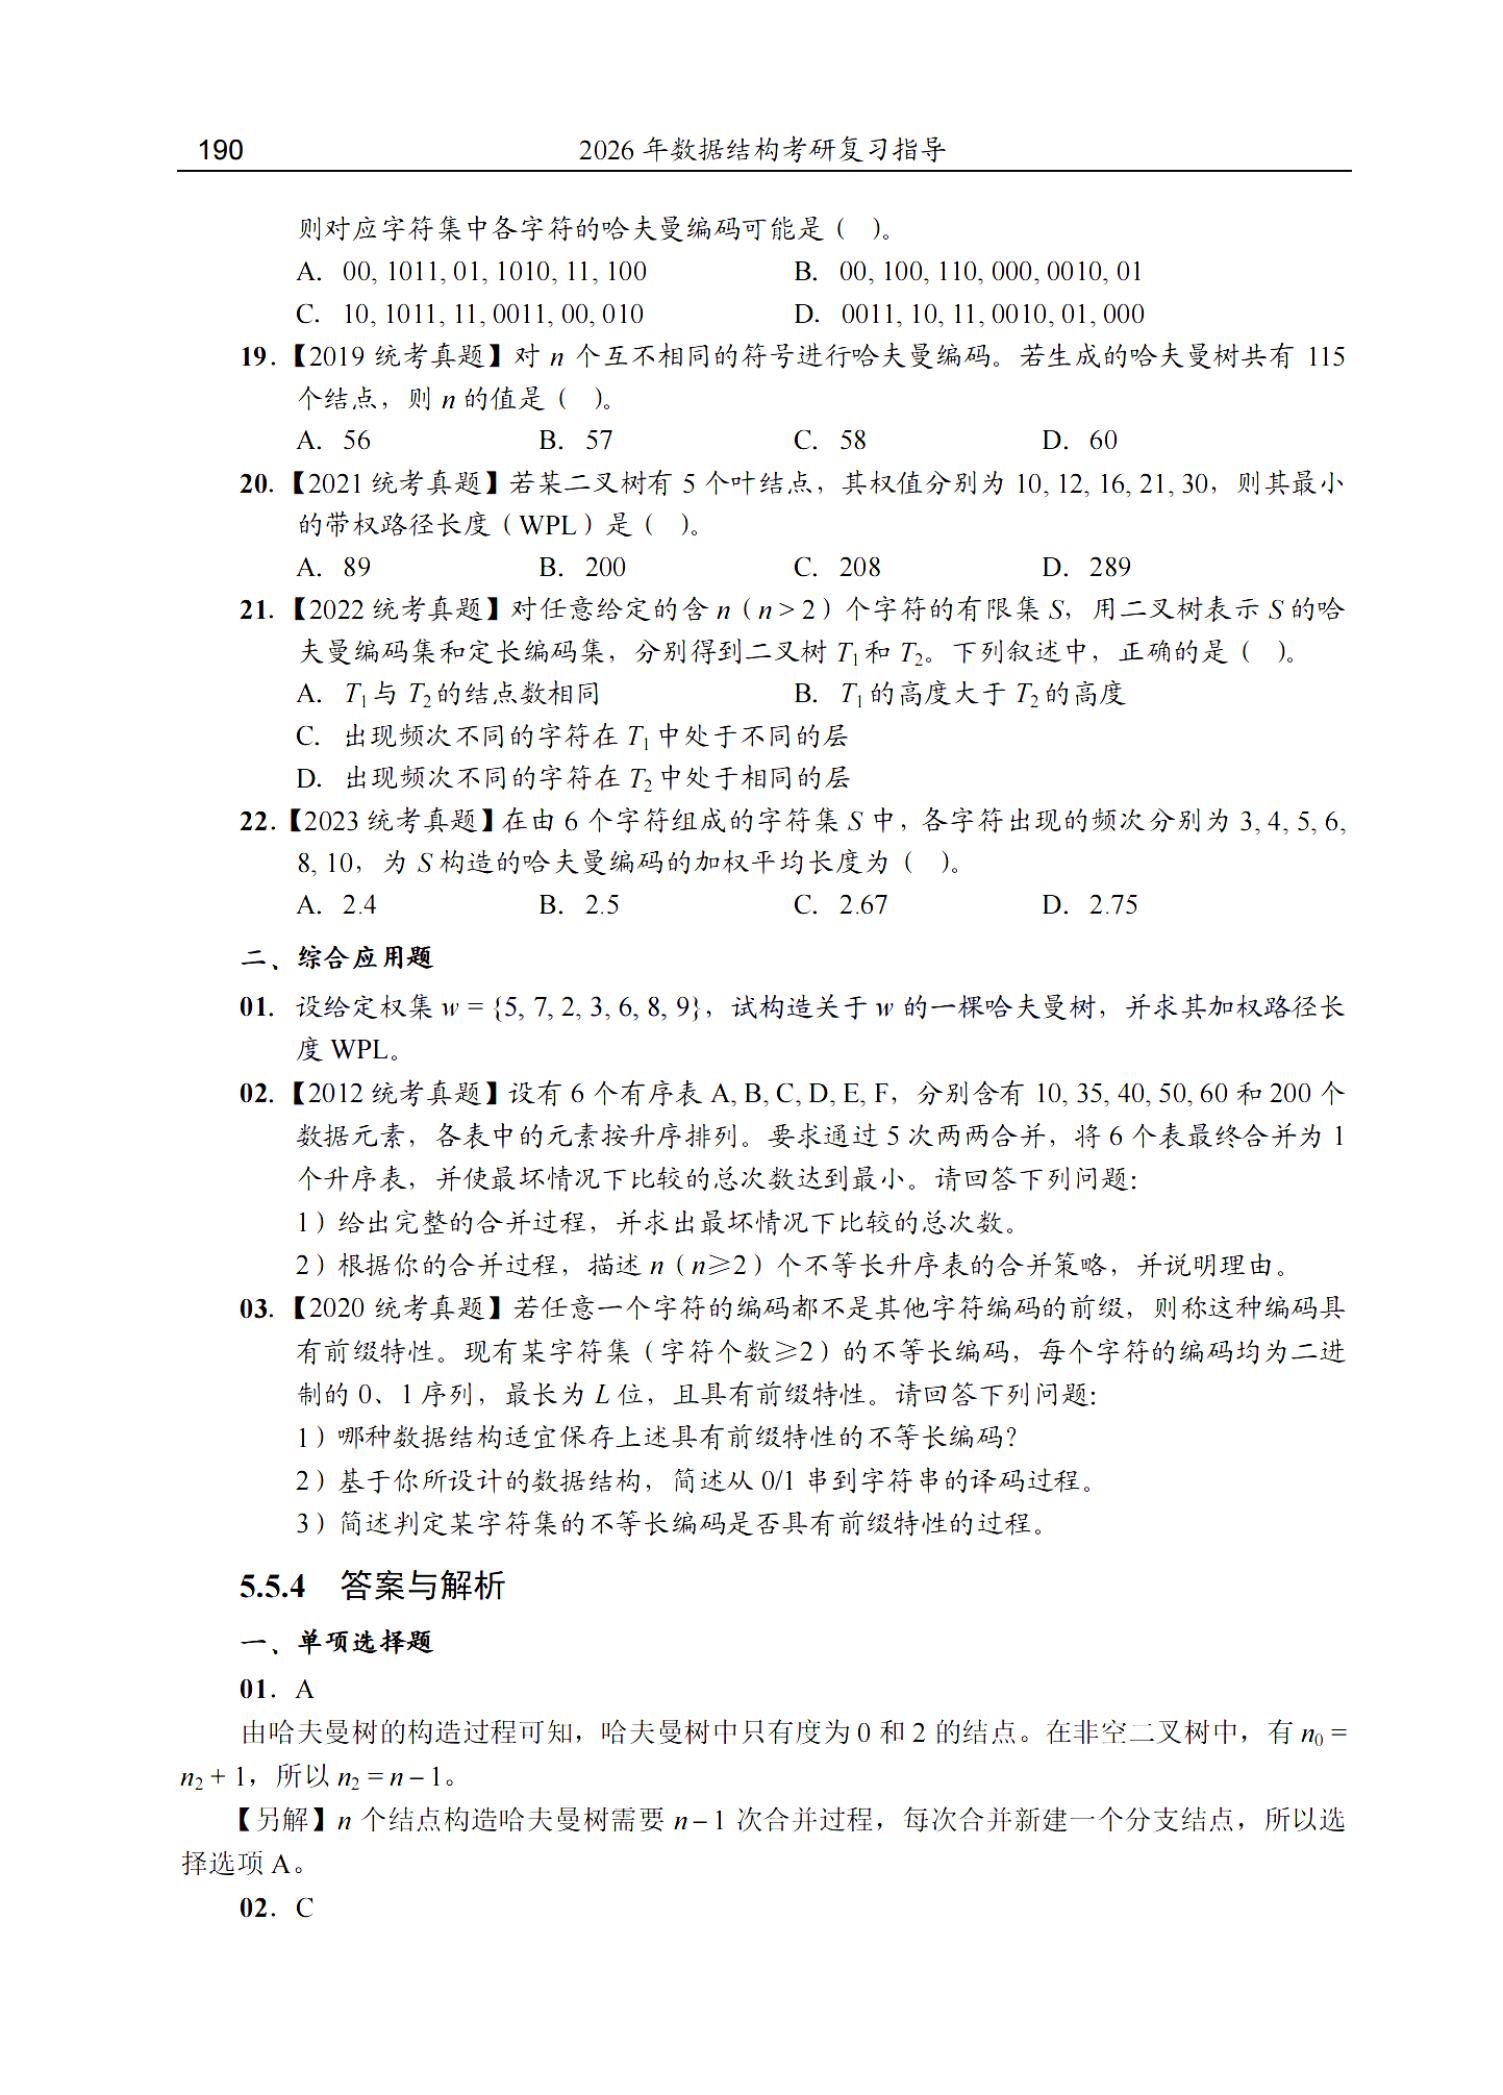 190
2026 年数据结构考研复习指导
则对应字符集中各字符的哈夫曼编码可能是（ ）。
A. 00, 1011, 01, 1010, 11, 100 B. 00, 100, 110, 000, 0010, 01
C. 10, 1011, 11, 0011, 00, 010 D. 0011, 10, 11, 0010, 01, 000
19.【2019 统考真题】对 n 个互不相同的符号进行哈夫曼编码。若生成的哈夫曼树共有 115
个结点，则 n 的值是（ ）。
A. 56 B. 57 C. 58 D. 60
20.【2021 统考真题】若某二叉树有 5 个叶结点，其权值分别为 10, 12, 16, 21, 30，则其最小
的带权路径长度（WPL）是（ ）。
A. 89 B. 200 C. 208 D. 289
21.【2022 统考真题】对任意给定的含 n（n > 2）个字符的有限集 S，用二叉树表示 S 的哈
夫曼编码集和定长编码集，分别得到二叉树 T₁和 T₂。下列叙述中，正确的是（ ）。
A. T₁与 T₂的结点数相同 B. T₁的高度大于 T₂的高度
C. 出现频次不同的字符在 T₁中处于不同的层
D. 出现频次不同的字符在 T₂中处于相同的层
22.【2023 统考真题】在由 6 个字符组成的字符集 S 中，各字符出现的频次分别为 3, 4, 5, 6,
8, 10，为 S 构造的哈夫曼编码的加权平均长度为（ ）。
A. 2.4 B. 2.5 C. 2.67 D. 2.75
二、综合应用题
01. 设给定权集 w = {5, 7, 2, 3, 6, 8, 9}，试构造关于 w 的一棵哈夫曼树，并求其加权路径长
度 WPL。
02.【2012 统考真题】设有 6 个有序表 A, B, C, D, E, F，分别含有 10, 35, 40, 50, 60 和 200 个
数据元素，各表中的元素按升序排列。要求通过 5 次两两合并，将 6 个表最终合并为 1
个升序表，并使最坏情况下比较的总次数达到最小。请回答下列问题：
1）给出完整的合并过程，并求出最坏情况下比较的总次数。
2）根据你的合并过程，描述 n（n≥2）个不等长升序表的合并策略，并说明理由。
03.【2020 统考真题】若任意一个字符的编码都不是其他字符编码的前缀，则称这种编码具
有前缀特性。现有某字符集（字符个数≥2）的不等长编码，每个字符的编码均为二进
制的 0、1 序列，最长为 L 位，且具有前缀特性。请回答下列问题：
1）哪种数据结构适宜保存上述具有前缀特性的不等长编码？
2）基于你所设计的数据结构，简述从 0/1 串到字符串的译码过程。
3）简述判定某字符集的不等长编码是否具有前缀特性的过程。
5.5.4 答案与解析
一、单项选择题
01. A
由哈夫曼树的构造过程可知，哈夫曼树中只有度为 0 和 2 的结点。在非空二叉树中，有 n₀ =
n₂ + 1，所以 n₂ = n – 1。
【另解】n 个结点构造哈夫曼树需要 n – 1 次合并过程，每次合并新建一个分支结点，所以选
择选项 A。
02. C